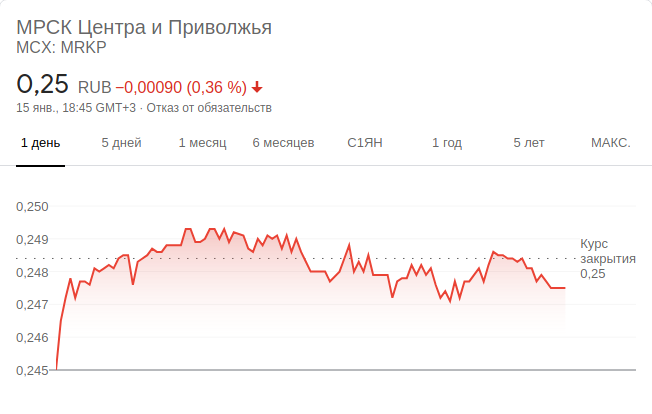 МРСК Центра и Приволжья
MCX: MRKP
0,25 RUB −0,00090 (0,36 %)
15 янв., 18:45 GMT+3 · Отказ от обязательств
1 день 5 дней 1 месяц 6 месяцев С1ЯН 1 год 5 лет МАКС.
0,250
0,249
0,248
0,247
0,246
0,245
Курс
закрытия
0,25